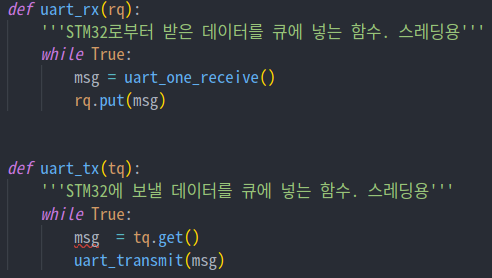 def uart_rx(rq):
    '''STM32로부터 받은 데이터를 큐에 넣는 함수. 스레딩용'''
    while True:
        msg = uart_one_receive()
        rq.put(msg)
def uart_tx(tq):
    '''STM32에 보낼 데이터를 큐에 넣는 함수. 스레딩용'''
    while True:
        msg  = tq.get()
        uart_transmit(msg)